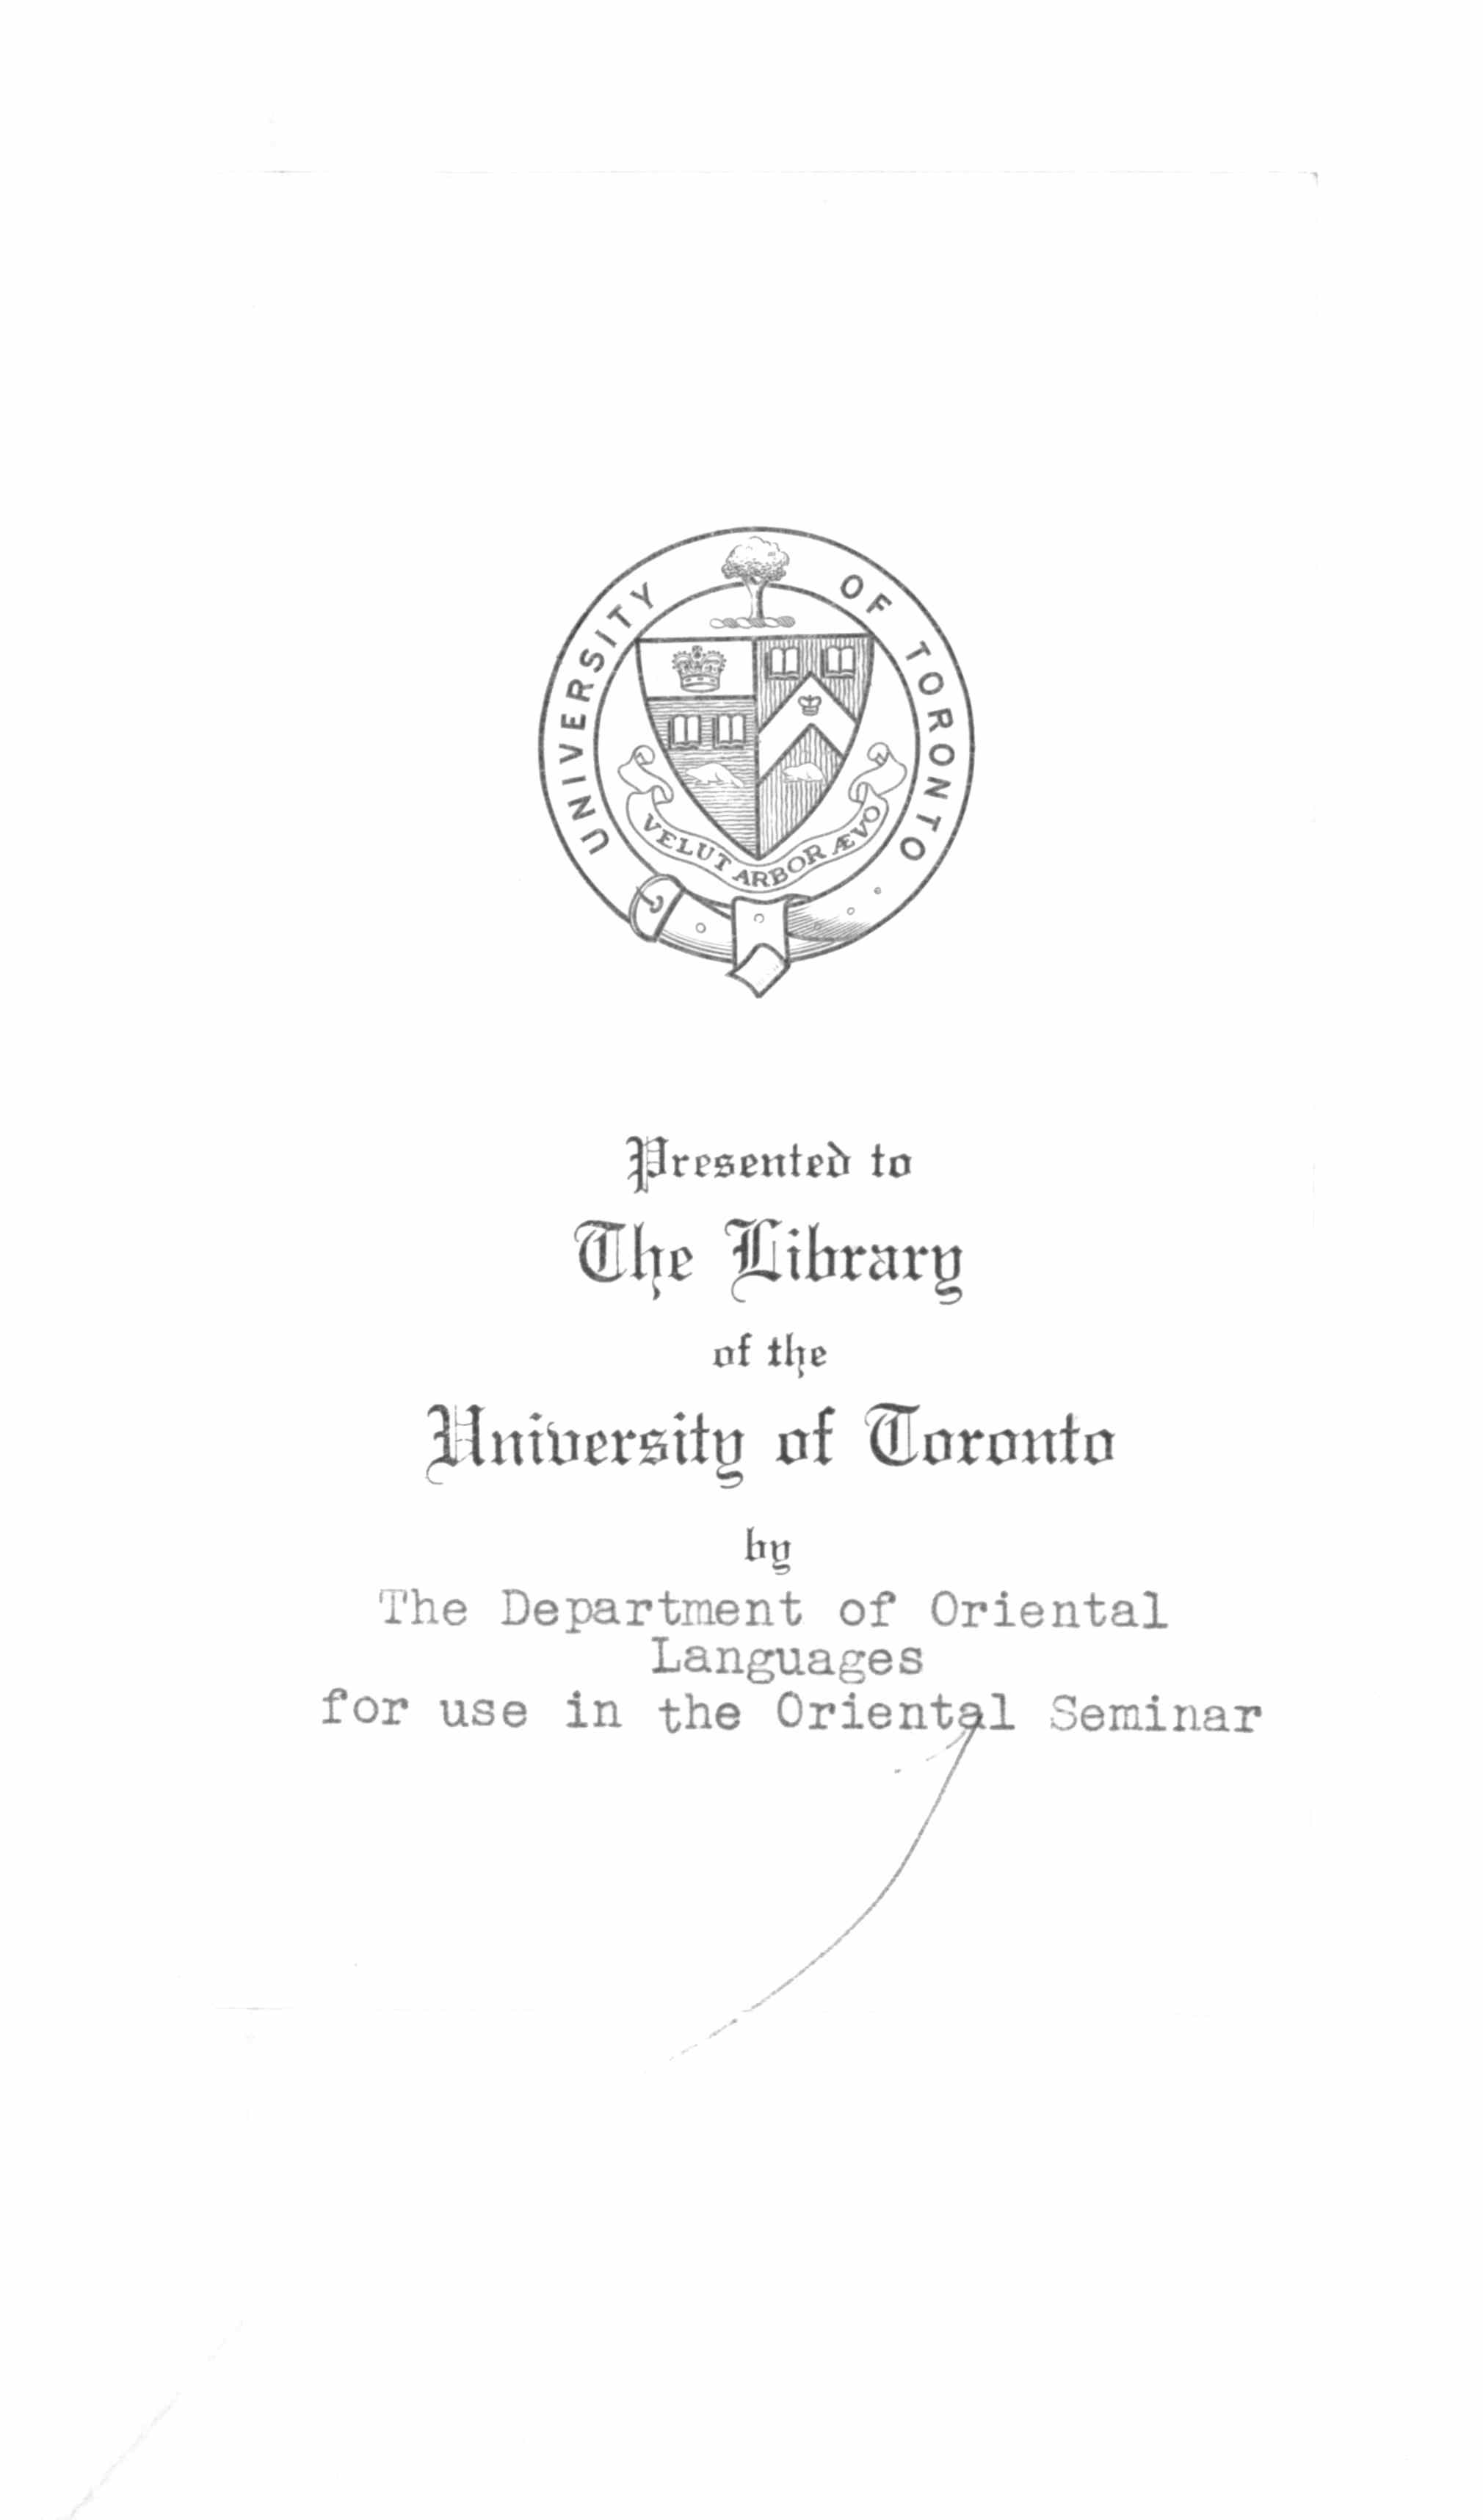 UNIVERSITY OF TORONTO
VELUT ARBOR ÆVO
Presented to
The Library
of the
University of Toronto
by
The Department of Oriental
Languages
for use in the Oriental Seminar